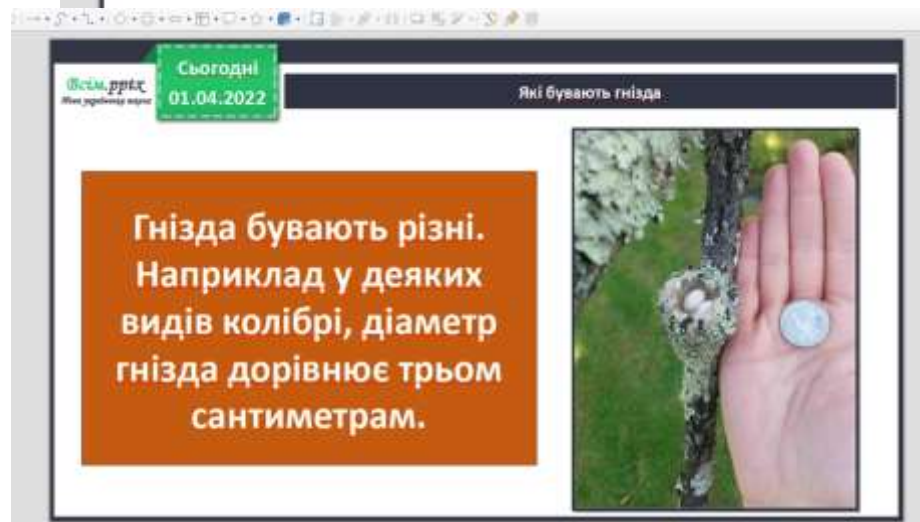 Сьогодні
01.04.2022
Всім.pptx
Які бувають гнізда
Гнізда бувають різні.
Наприклад у деяких
видів колібрі, діаметр
гнізда дорівнює трьом
сантиметрам.